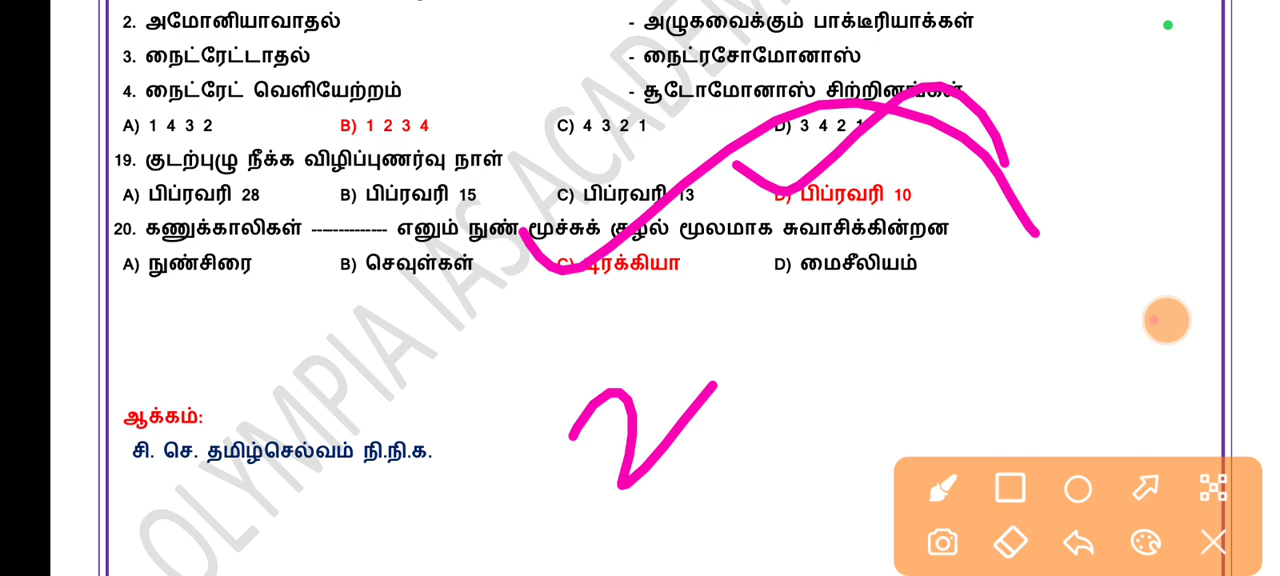 2. அமோனியாவாதல் - அழுகவைக்கும் பாக்டீரியாக்கள்
3. நைட்ரேட்டாதல் - நைட்ரசோமோனாஸ்
4. நைட்ரேட் வெளியேற்றம் - சூடோமோனாஸ் சிற்றினங்கள்
A) 1 4 3 2 B) 1 2 3 4 C) 4 3 2 1 D) 3 4 2 1
19. குடற்புழு நீக்க விழிப்புணர்வு நாள்
A) பிப்ரவரி 28 B) பிப்ரவரி 15 C) பிப்ரவரி 13 D) பிப்ரவரி 10
20. கணுக்காலிகள் -------------- எனும் நுண் மூச்சுக் குழல் மூலமாக சுவாசிக்கின்றன
A) நுண்சிரை B) செவுள்கள் C) டிரக்கியா D) மைசீலியம்
ஆக்கம்:
சி. செ. தமிழ்செல்வம் நி.நி.க.
OLYMPIA IAS ACADEM